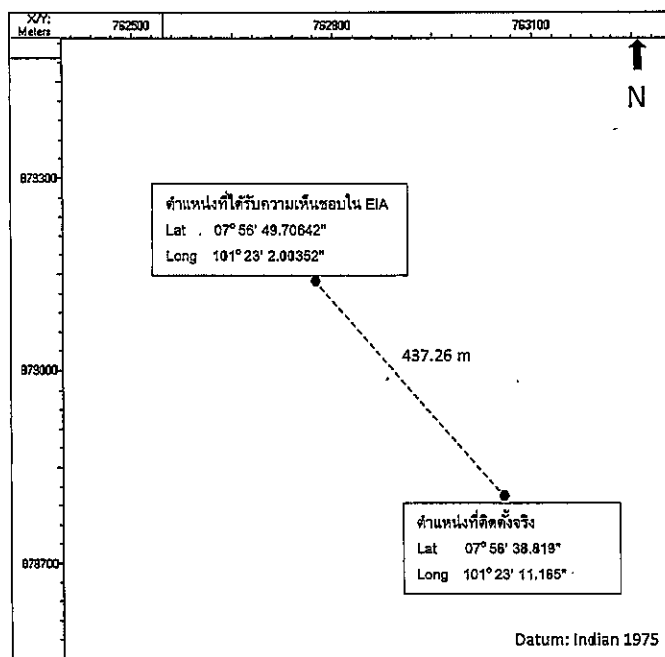 X/Y:
Meters
762500 762800 763100
N
879300
ตำแหน่งที่ได้รับความเห็นชอบใน EIA
Lat 07° 56' 49.70642"
Long 101° 23' 2.00352"
437.26 m
879000
ตำแหน่งที่ติดตั้งจริง
Lat 07° 56' 38.819"
Long 101° 23' 11.165"
878700
Datum: Indian 1975